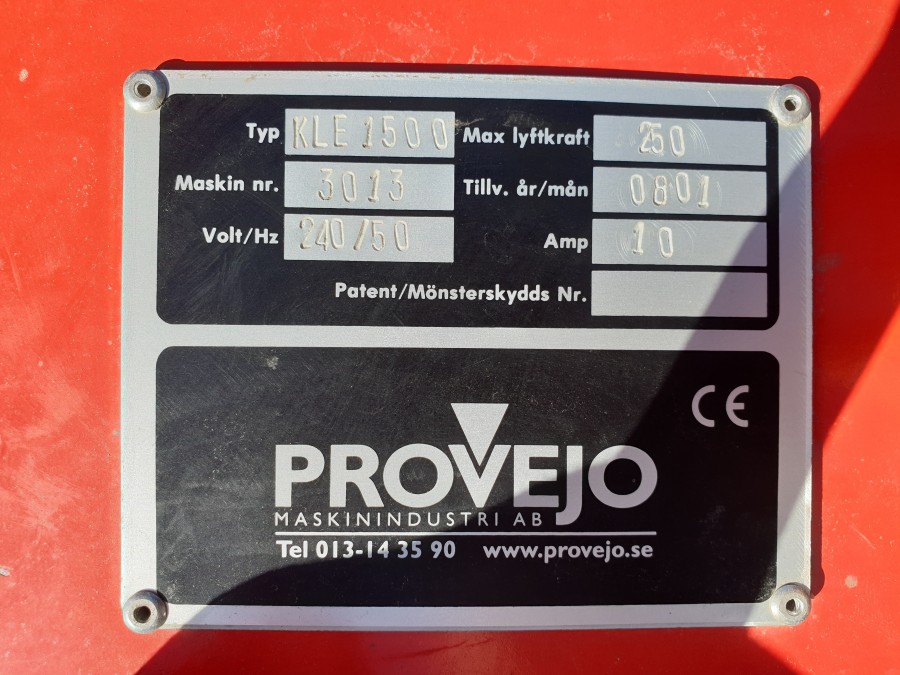 Typ KLE 1500 Max lyftkraft 250
Maskin nr. 3013 Tillv. år/mån 0801
Volt/Hz 240/50 Amp 10
Patent/Mönsterskydds Nr.
CE
PROVEJO
MASKININDUSTRI AB
Tel 013-14 35 90 www.provejo.se